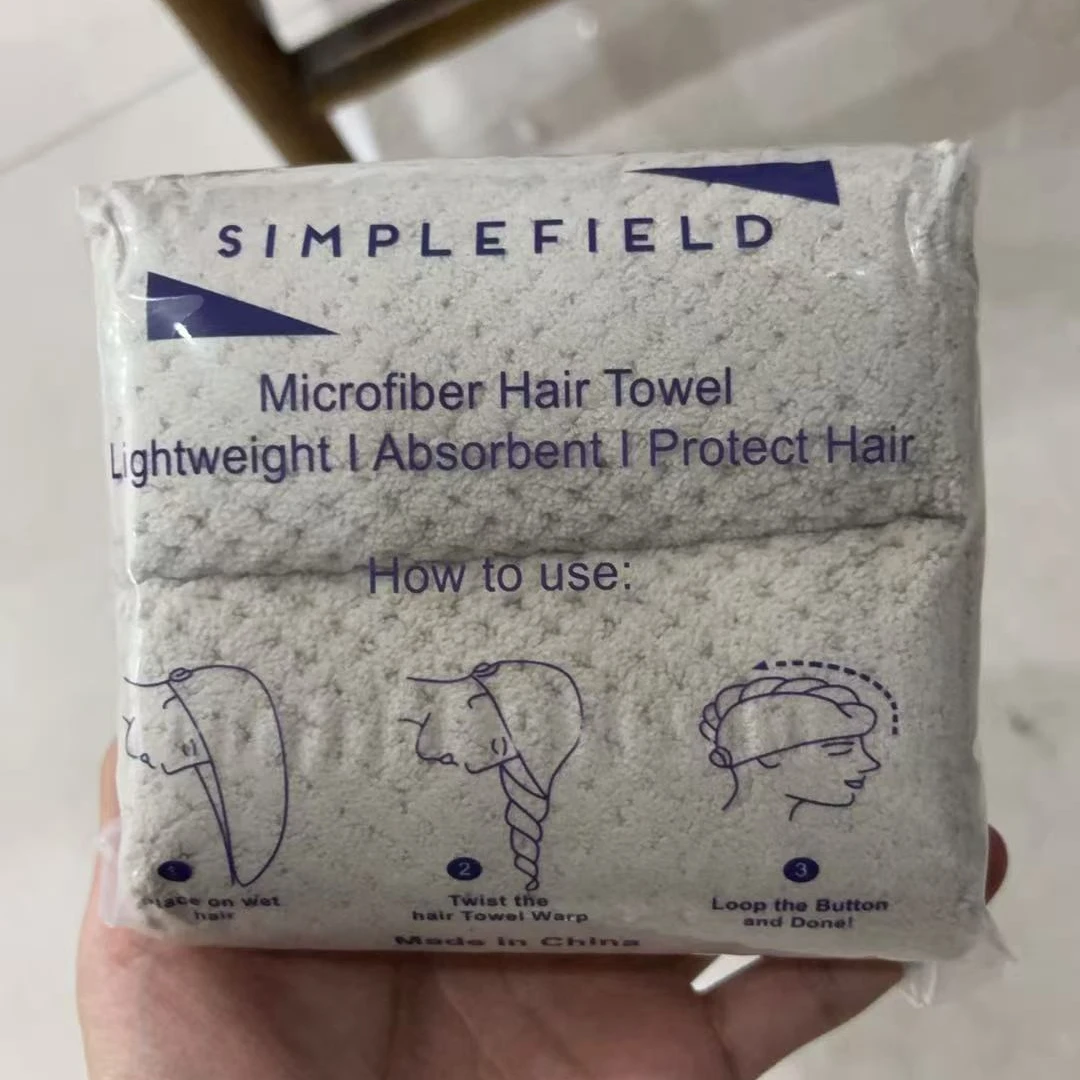 SIMPLEFIELD
Microfiber Hair Towel
Lightweight | Absorbent | Protect Hair
How to use:
1
Place on wet
hair
2
Twist the
hair Towel Warp
3
Loop the Button
and Done!
Made in China